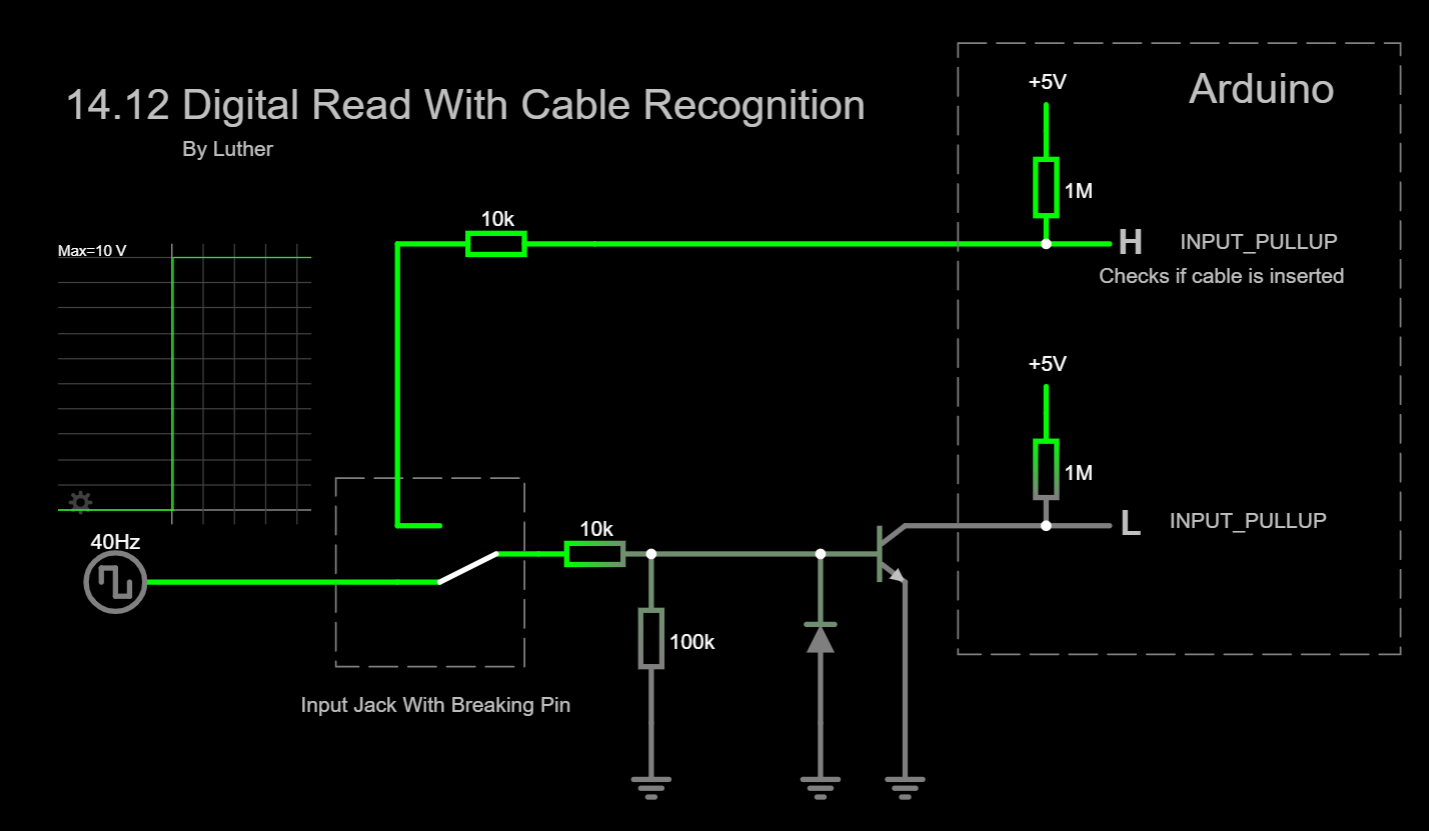 14.12 Digital Read With Cable Recognition
By Luther
Arduino
+5V
1M
10k
H
INPUT_PULLUP
Checks if cable is inserted
Max=10 V
+5V
1M
40Hz
10k
L
INPUT_PULLUP
100k
Input Jack With Breaking Pin